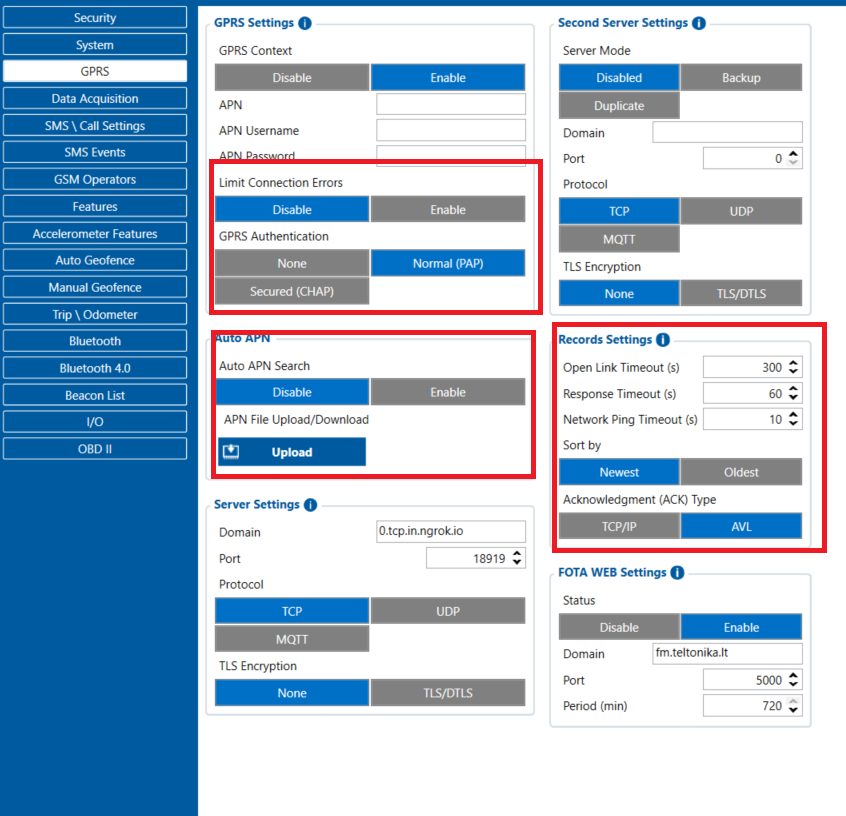 Security
System
GPRS
Data Acquisition
SMS \ Call Settings
SMS Events
GSM Operators
Features
Accelerometer Features
Auto Geofence
Manual Geofence
Trip \ Odometer
Bluetooth
Bluetooth 4.0
Beacon List
I/O
OBD II
GPRS Settings i
GPRS Context
Disable Enable
APN
APN Username
APN Password
Limit Connection Errors
Disable Enable
GPRS Authentication
None Normal (PAP)
Secured (CHAP)
Auto APN
Auto APN Search
Disable Enable
APN File Upload/Download
Upload
Server Settings i
Domain 0.tcp.in.ngrok.io
Port 18919
Protocol
TCP UDP
MQTT
TLS Encryption
None TLS/DTLS
Second Server Settings i
Server Mode
Disabled Backup
Duplicate
Domain
Port 0
Protocol
TCP UDP
MQTT
TLS Encryption
None TLS/DTLS
Records Settings i
Open Link Timeout (s) 300
Response Timeout (s) 60
Network Ping Timeout (s) 10
Sort by
Newest Oldest
Acknowledgment (ACK) Type
TCP/IP AVL
FOTA WEB Settings i
Status
Disable Enable
Domain fm.teltonika.lt
Port 5000
Period (min) 720